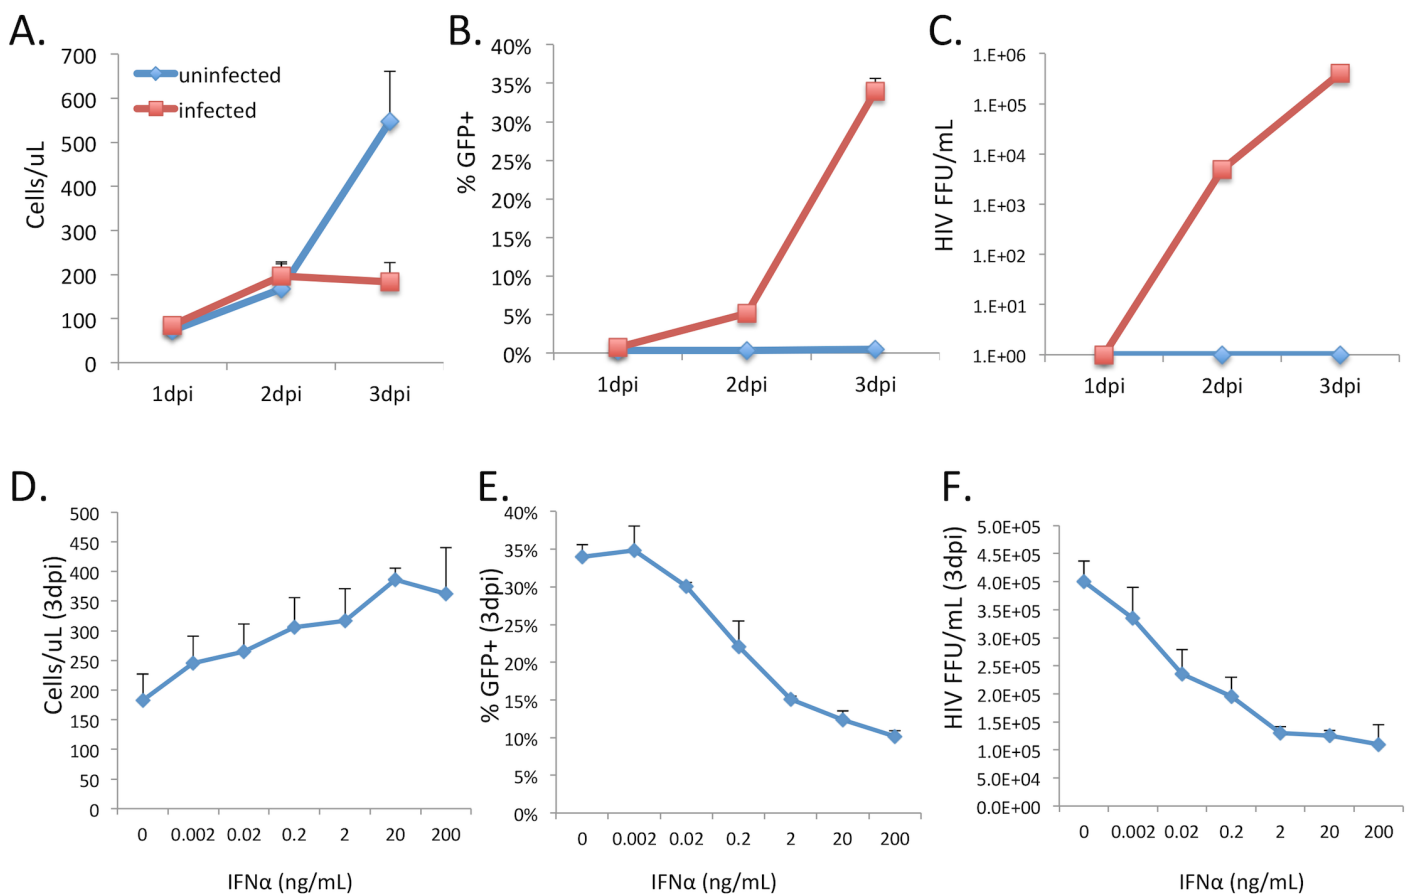 A.
700
600
500
400
300
200
100
0
Cells/uL
uninfected
infected
1dpi 2dpi 3dpi
B.
40%
35%
30%
25%
20%
15%
10%
5%
0%
% GFP+
1dpi 2dpi 3dpi
C.
1.E+06
1.E+05
1.E+04
1.E+03
1.E+02
1.E+01
1.E+00
HIV FFU/mL
1dpi 2dpi 3dpi
D.
500
450
400
350
300
250
200
150
100
50
0
Cells/uL (3dpi)
0 0.002 0.02 0.2 2 20 200
IFNα (ng/mL)
E.
40%
35%
30%
25%
20%
15%
10%
5%
0%
% GFP+ (3dpi)
0 0.002 0.02 0.2 2 20 200
IFNα (ng/mL)
F.
5.0E+05
4.5E+05
4.0E+05
3.5E+05
3.0E+05
2.5E+05
2.0E+05
1.5E+05
1.0E+05
5.0E+04
0.0E+00
HIV FFU/mL (3dpi)
0 0.002 0.02 0.2 2 20 200
IFNα (ng/mL)